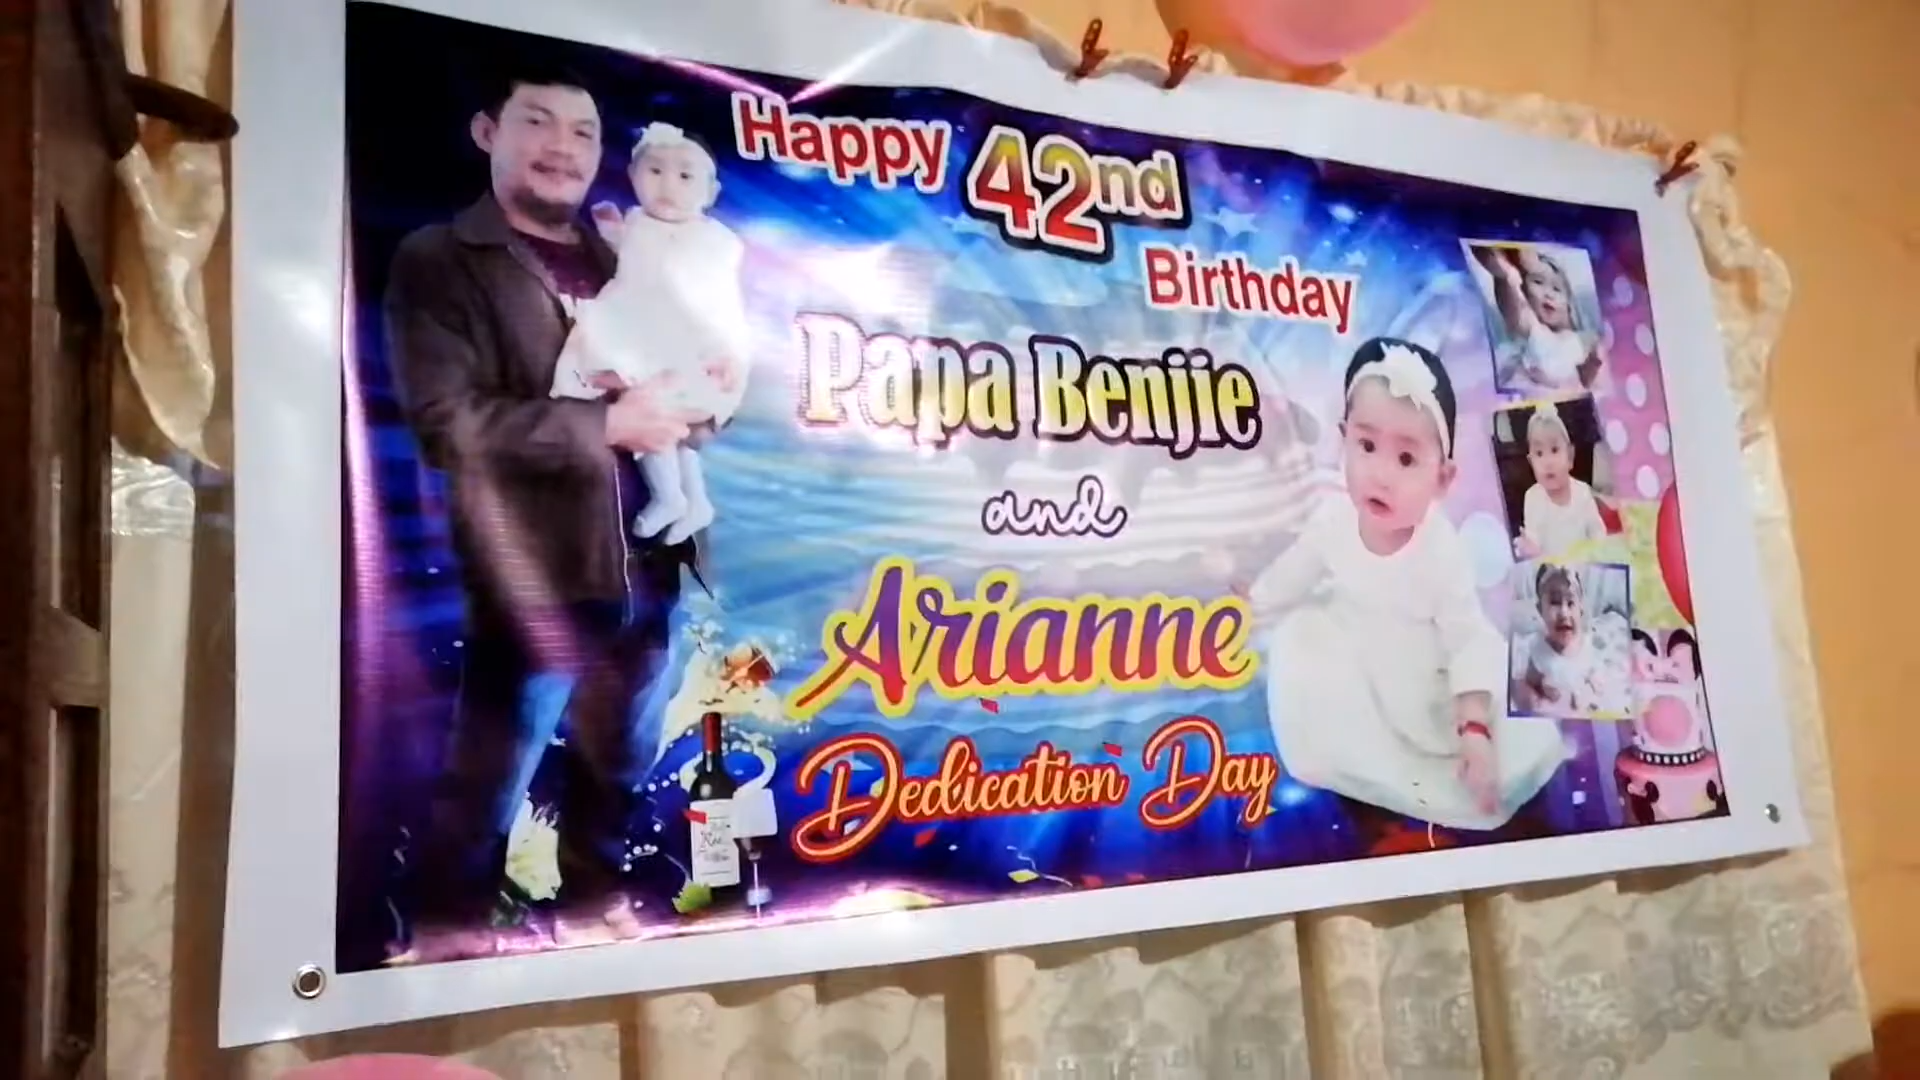 Happy 42nd
Birthday
Papa Benjie
and
Arianne
Dedication Day